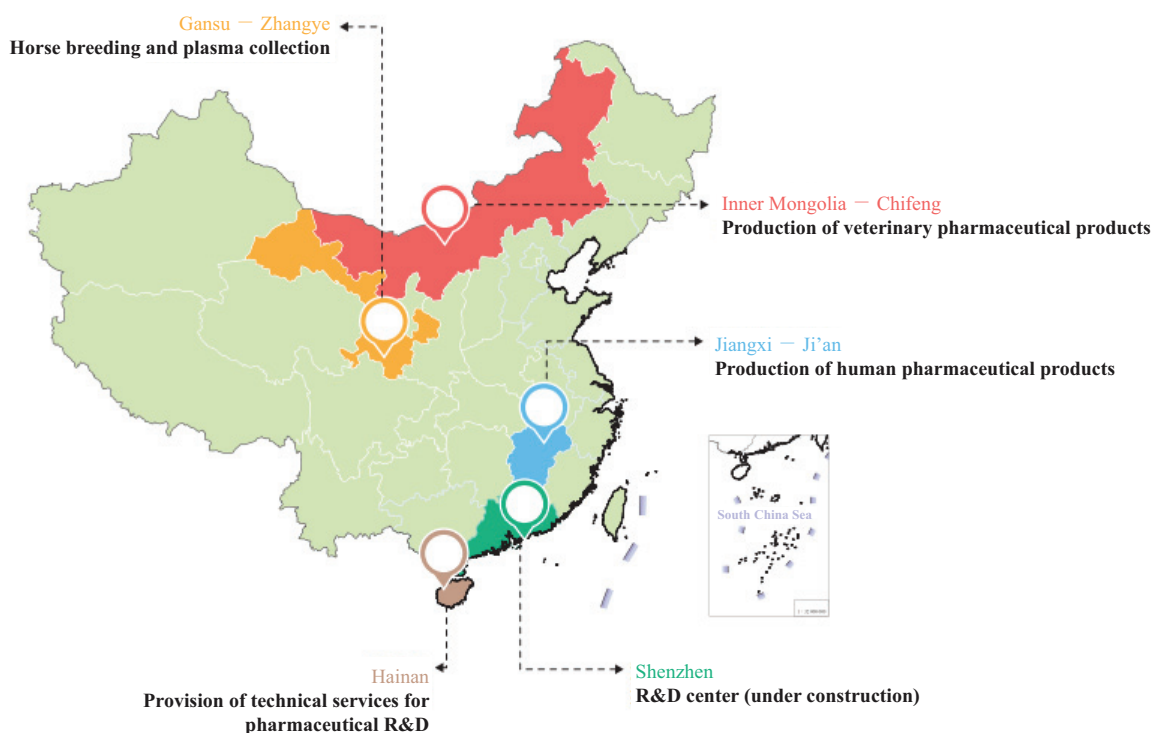 Gansu － Zhangye
Horse breeding and plasma collection
Inner Mongolia － Chifeng
Production of veterinary pharmaceutical products
Jiangxi － Ji’an
Production of human pharmaceutical products
South China Sea
Hainan
Provision of technical services for
pharmaceutical R&D
Shenzhen
R&D center (under construction)